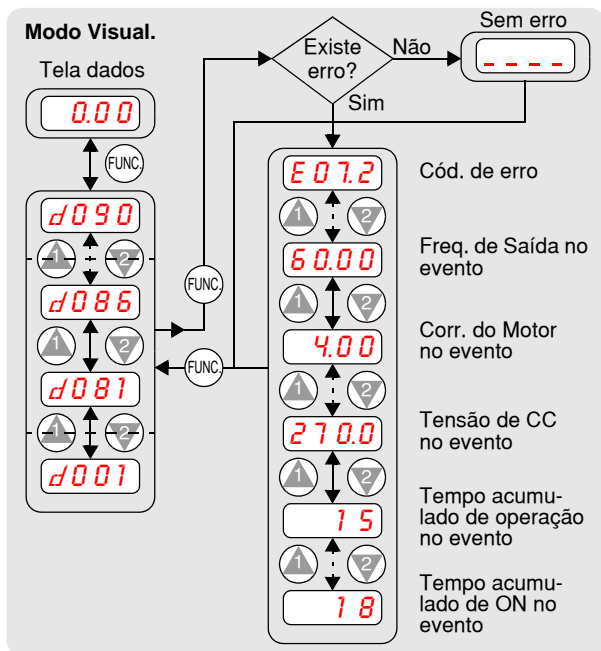 Modo Visual.
Tela dados
0.00
FUNC.
d090
1 2
d086
1 2
d081
1 2
d001
FUNC.
FUNC.
Existe
erro?
Não
Sim
Sem erro
_ _ _ _
E07.2
Cód. de erro
1 2
60.00
Freq. de Saída no
evento
1 2
4.00
Corr. do Motor
no evento
1 2
270.0
Tensão de CC
no evento
1 2
15
Tempo acumu-
lado de operação
no evento
1 2
18
Tempo acumu-
lado de ON no
evento